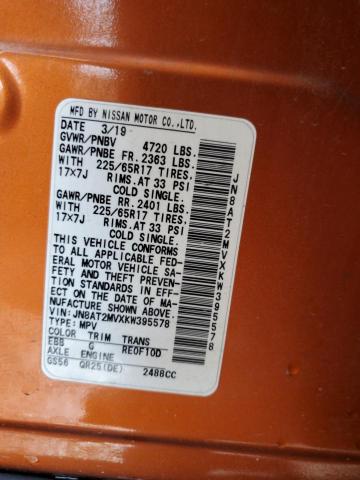 MFD BY NISSAN MOTOR CO.,LTD.
DATE 3/19
GVWR/PNBV 4720 LBS.
GAWR/PNBE FR. 2363 LBS.
WITH 225/65R17 TIRES.
17X7J RIMS.AT 33 PSI
COLD SINGLE.
GAWR/PNBE RR. 2401 LBS.
WITH 225/65R17 TIRES.
17X7J RIMS.AT 33 PSI
COLD SINGLE.
THIS VEHICLE CONFORMS
TO ALL APPLICABLE FED-
ERAL MOTOR VEHICLE SA-
FETY AND THEFT PREVEN-
TION STANDARDS IN EFF-
ECT ON THE DATE OF MA-
NUFACTURE SHOWN ABOVE.
VIN:JN8AT2MVXKW395578
TYPE:MPV
COLOR TRIM TRANS
EBB G RE0F10D
AXLE ENGINE
GS56 QR25(DE) 2488CC
JN8AT2MVXKW395578